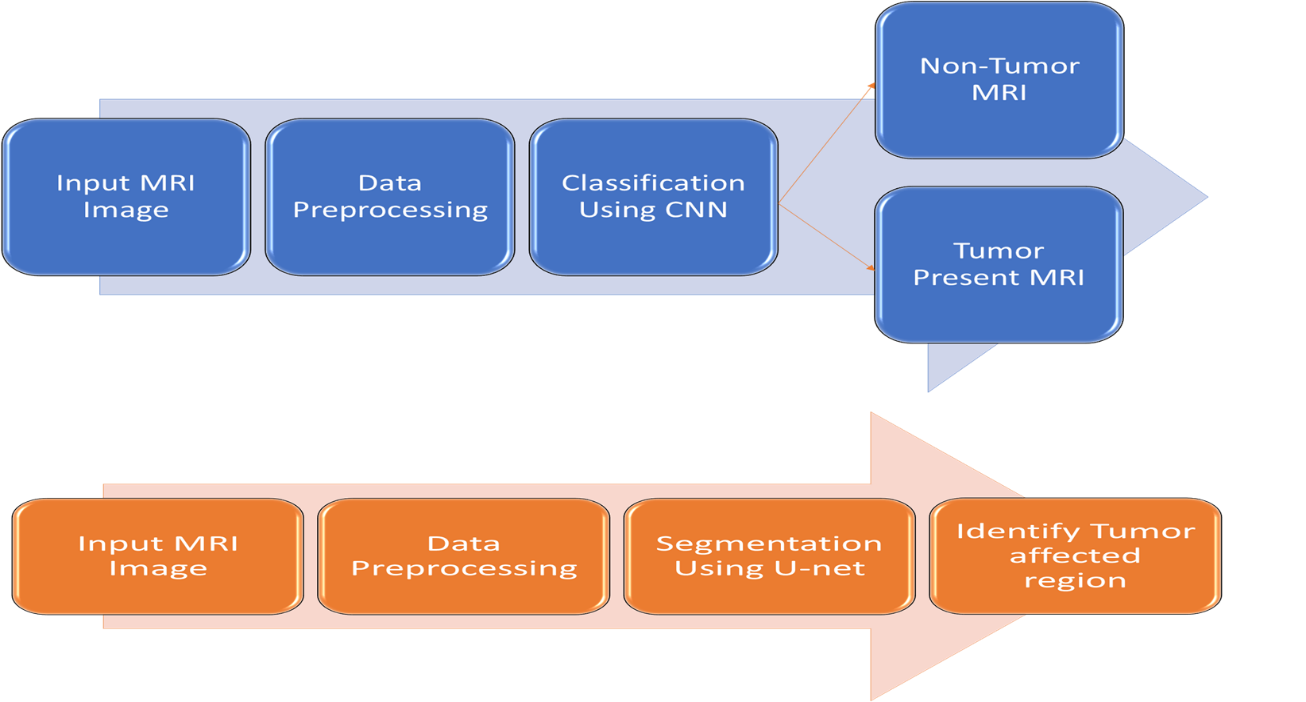 Input MRI
Image
Data
Preprocessing
Classification
Using CNN
Non-Tumor
MRI
Tumor
Present MRI
Input MRI
Image
Data
Preprocessing
Segmentation
Using U-net
Identify Tumor
affected
region